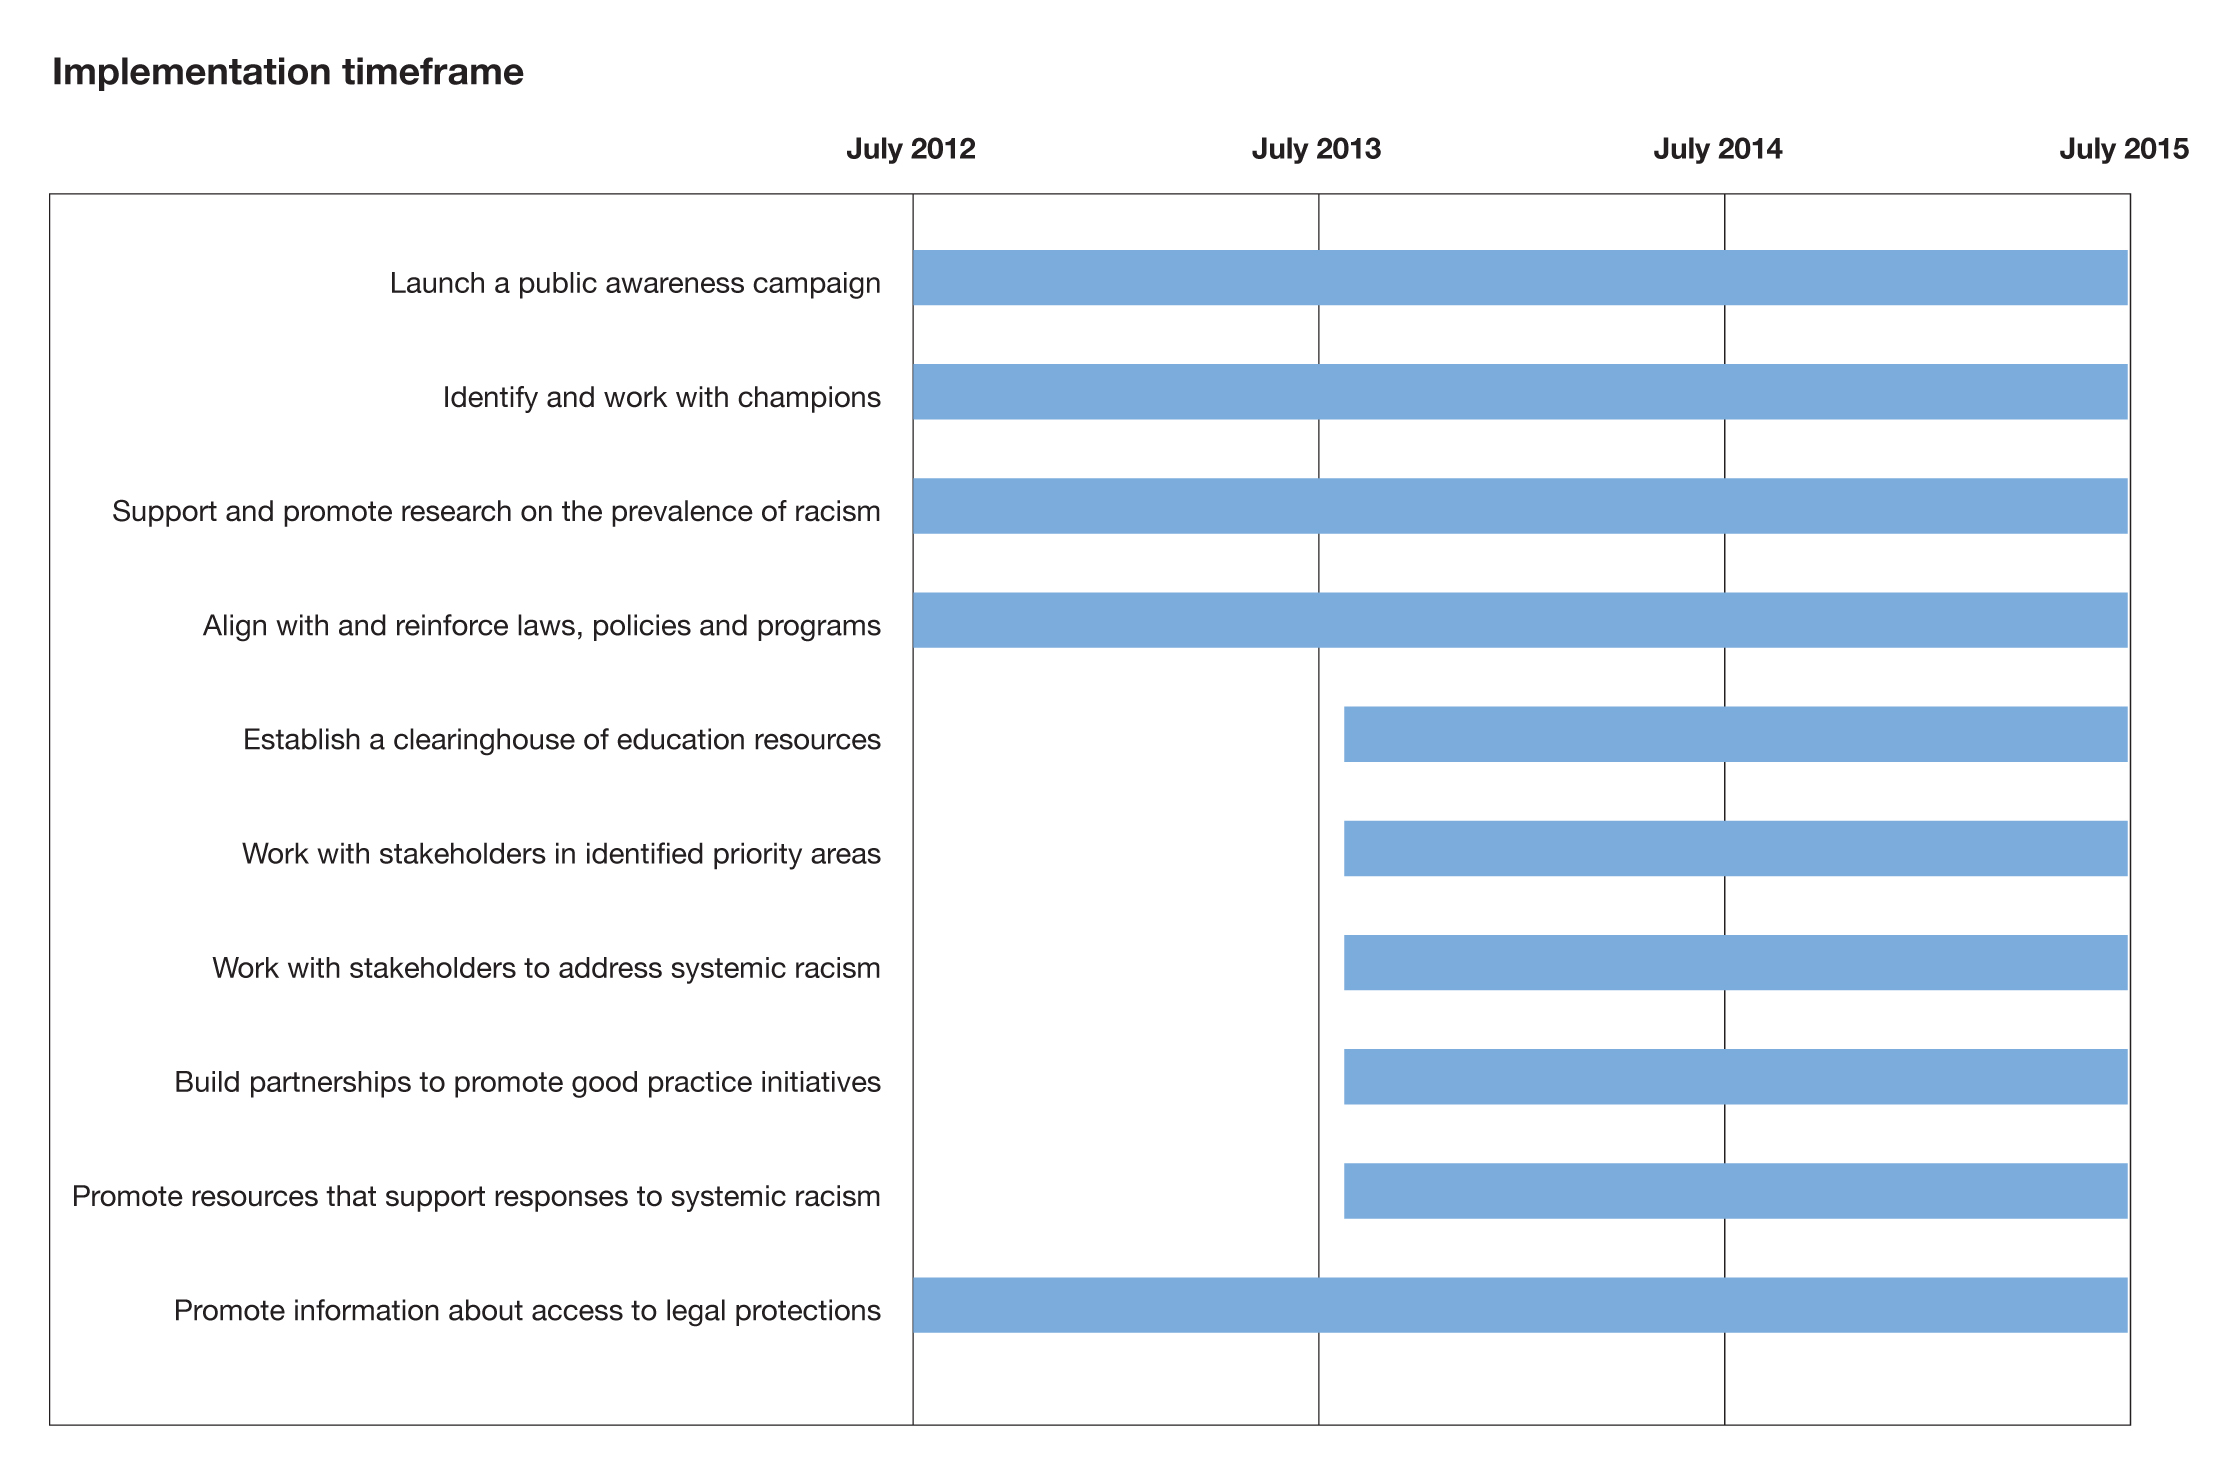 Implementation timeframe
July 2012 July 2013 July 2014 July 2015
Launch a public awareness campaign
Identify and work with champions
Support and promote research on the prevalence of racism
Align with and reinforce laws, policies and programs
Establish a clearinghouse of education resources
Work with stakeholders in identified priority areas
Work with stakeholders to address systemic racism
Build partnerships to promote good practice initiatives
Promote resources that support responses to systemic racism
Promote information about access to legal protections